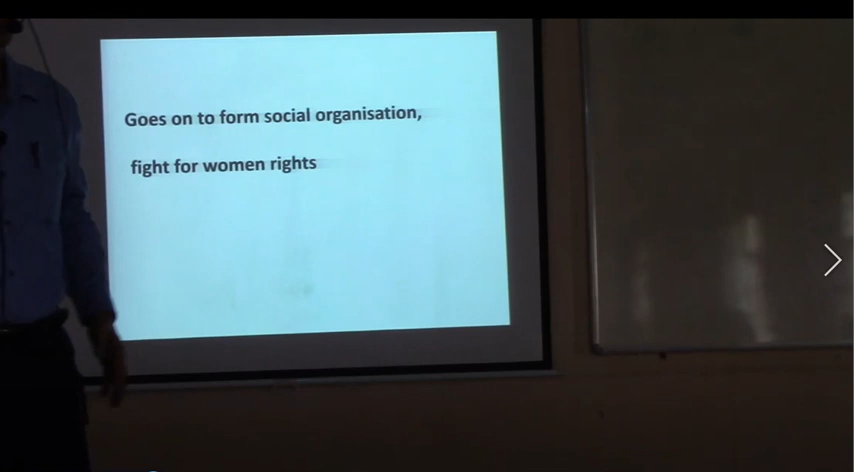 Goes on to form social organisation,
fight for women rights